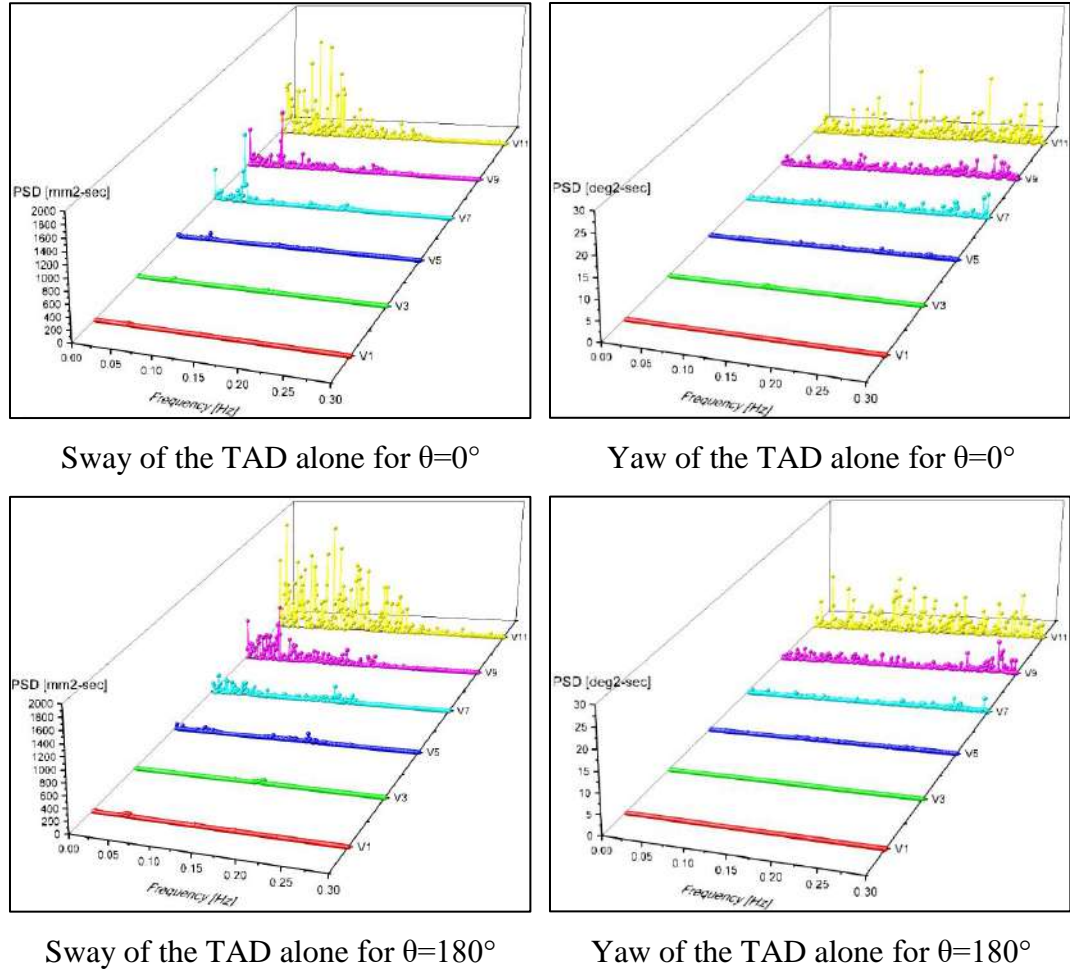 PSD [mm2-sec]
2000
1800
1600
1400
1200
1000
800
600
400
200
0
0.00
0.05
0.10
0.15
0.20
0.25
0.30
Frequency [Hz]
V1
V3
V5
V7
V9
V11
PSD [deg2-sec]
30
25
20
15
10
5
0
0.00
0.05
0.10
0.15
0.20
0.25
0.30
Frequency [Hz]
V1
V3
V5
V7
V9
V11
Sway of the TAD alone for θ=0°
Yaw of the TAD alone for θ=0°
PSD [mm2-sec]
2000
1800
1600
1400
1200
1000
800
600
400
200
0
0.00
0.05
0.10
0.15
0.20
0.25
0.30
Frequency [Hz]
V1
V3
V5
V7
V9
V11
PSD [deg2-sec]
30
25
20
15
10
5
0
0.00
0.05
0.10
0.15
0.20
0.25
0.30
Frequency [Hz]
V1
V3
V5
V7
V9
V11
Sway of the TAD alone for θ=180°
Yaw of the TAD alone for θ=180°